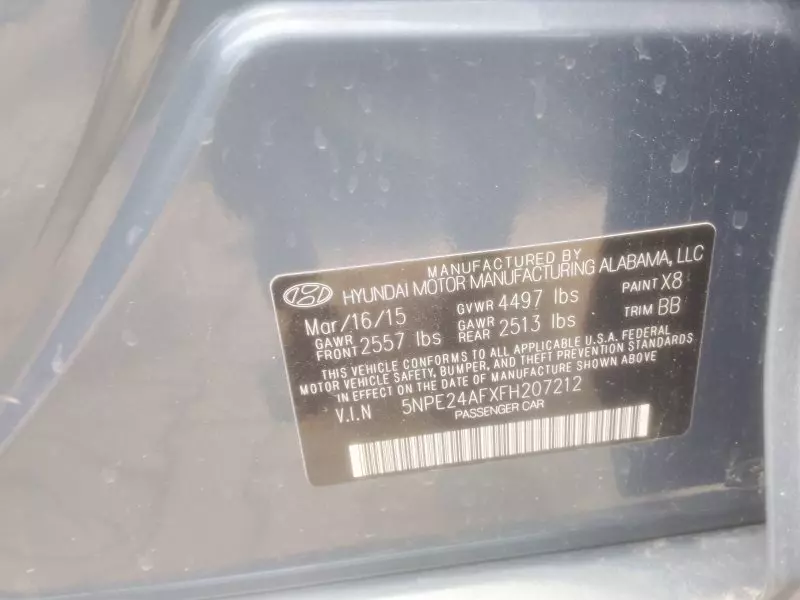 MANUFACTURED BY
HYUNDAI MOTOR MANUFACTURING ALABAMA, LLC
Mar/16/15 GVWR 4497 lbs PAINT X8
GAWR FRONT 2557 lbs GAWR REAR 2513 lbs TRIM BB
THIS VEHICLE CONFORMS TO ALL APPLICABLE U.S.A. FEDERAL
MOTOR VEHICLE SAFETY, BUMPER, AND THEFT PREVENTION STANDARDS
IN EFFECT ON THE DATE OF MANUFACTURE SHOWN ABOVE
V.I.N 5NPE24AFXFH207212
PASSENGER CAR